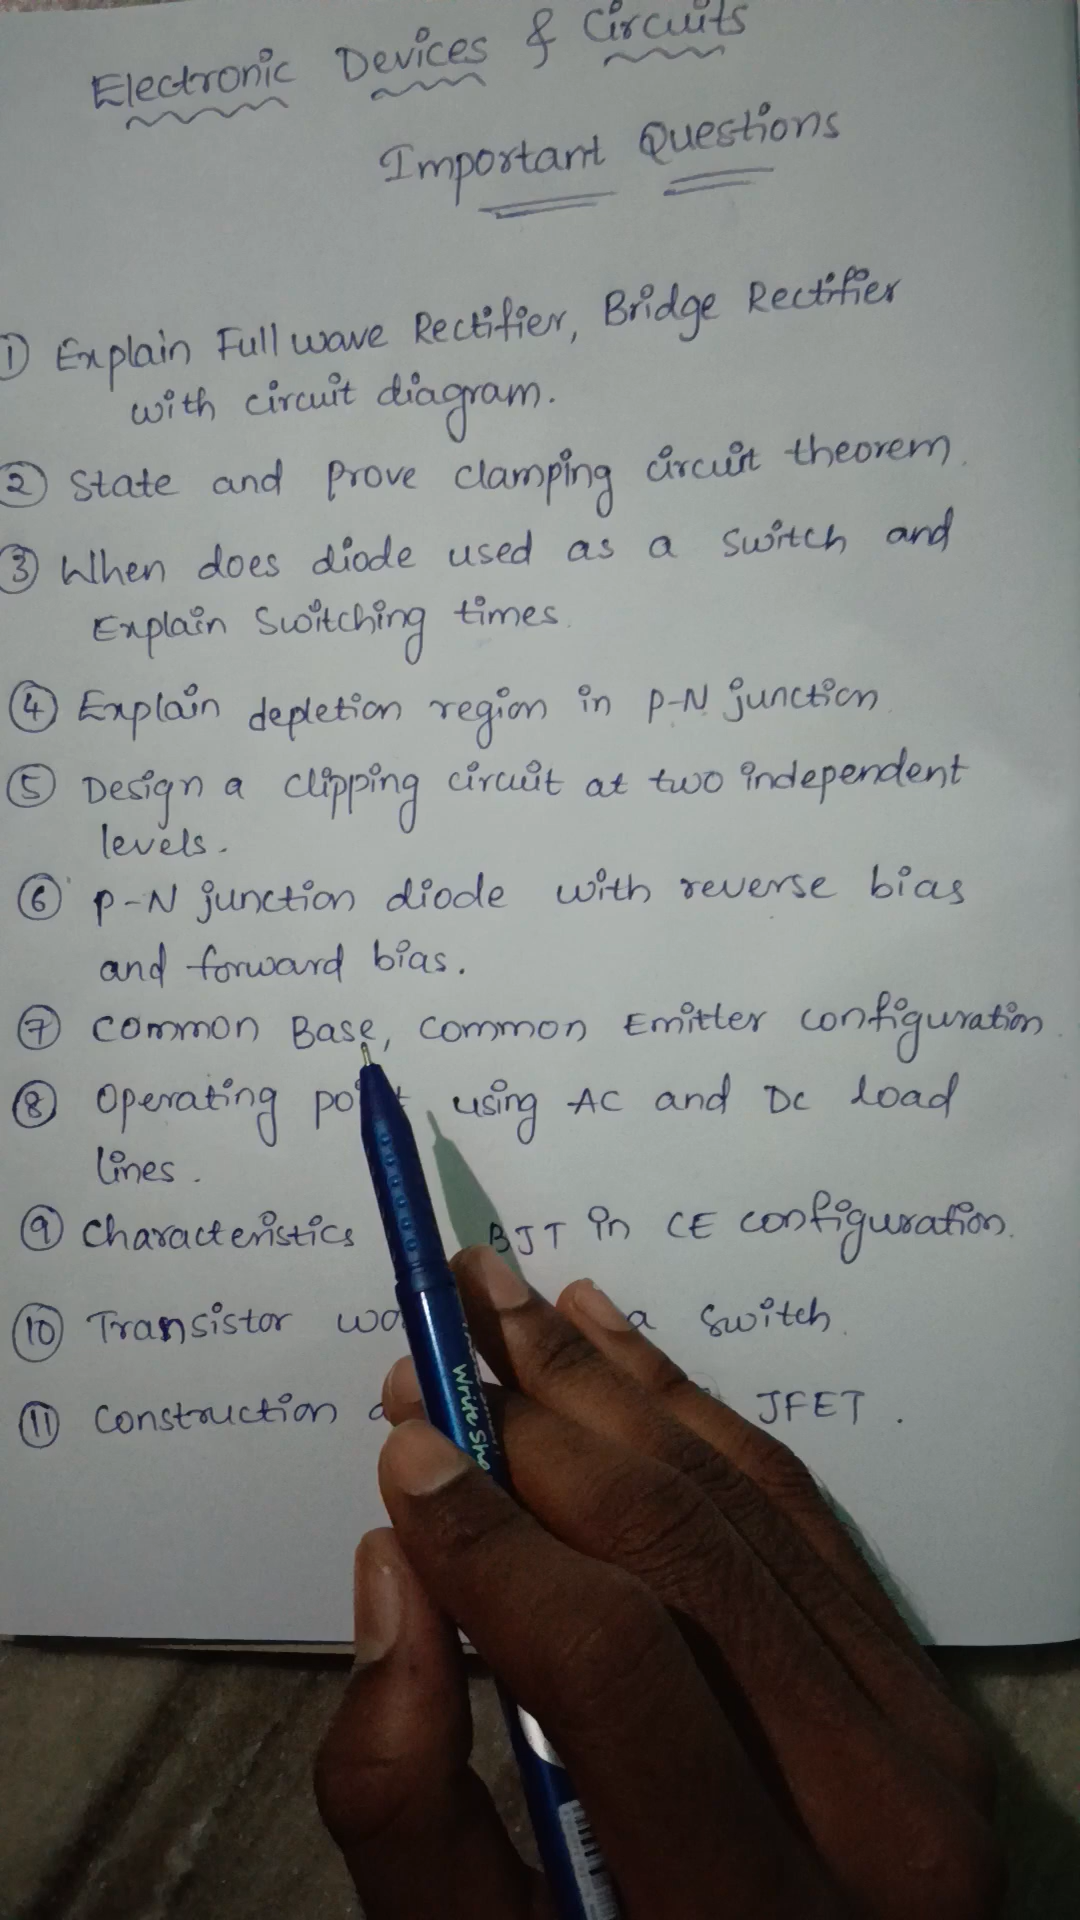 Electronic Devices & Circuits
Important Questions
1 Explain Full wave Rectifier, Bridge Rectifier
with circuit diagram.
2 State and Prove clamping circuit theorem.
3 When does diode used as a switch and
Explain Switching times.
4 Explain depletion region in P-N junction
5 Design a clipping circuit at two independent
levels.
6 P-N junction diode with reverse bias
and forward bias.
7 Common Base, Common Emitter configuration
8 Operating using AC and DC load
lines.
9 Characteristics BJT in CE configuration.
10 Transistor a switch.
11 Construction JFET.
Write